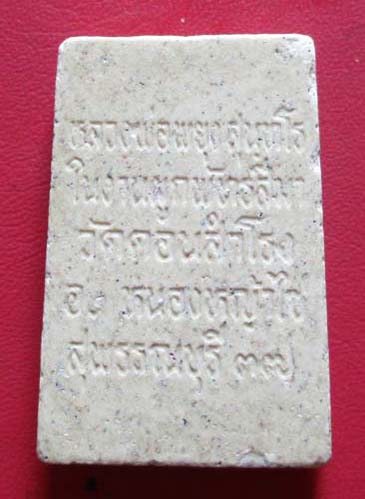 หลวงพ่อพยุง สุนฺทโร
ในงานผูกพัทธสีมา
วัดดอนสำโรง
อ. หนองหญ้าไซ
สุพรรณบุรี ๓๗